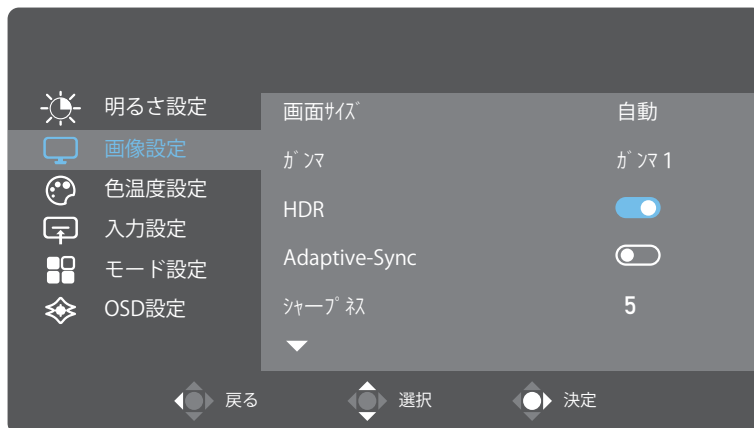 明るさ設定
画像設定
色温度設定
入力設定
モード設定
OSD設定
画面ｻｲｽﾞ 自動
ｶﾞﾝﾏ ｶﾞﾝﾏ1
HDR
Adaptive-Sync
ｼｬｰﾌﾟﾈｽ 5
戻る 選択 決定